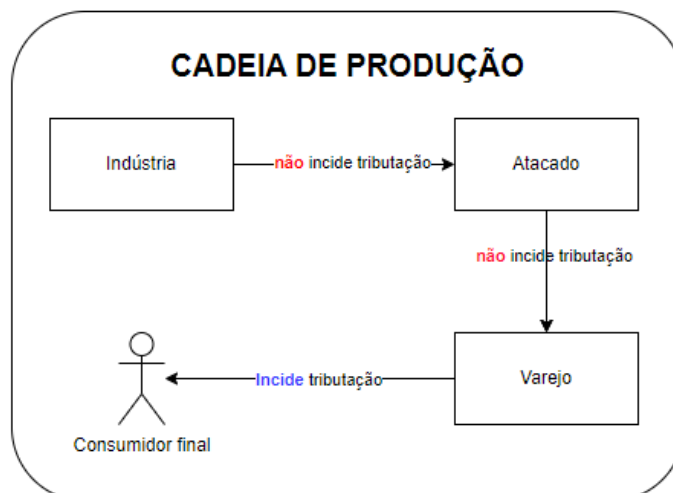 CADEIA DE PRODUÇÃO
Indústria
não incide tributação
Atacado
não incide tributação
Varejo
Incide tributação
Consumidor final